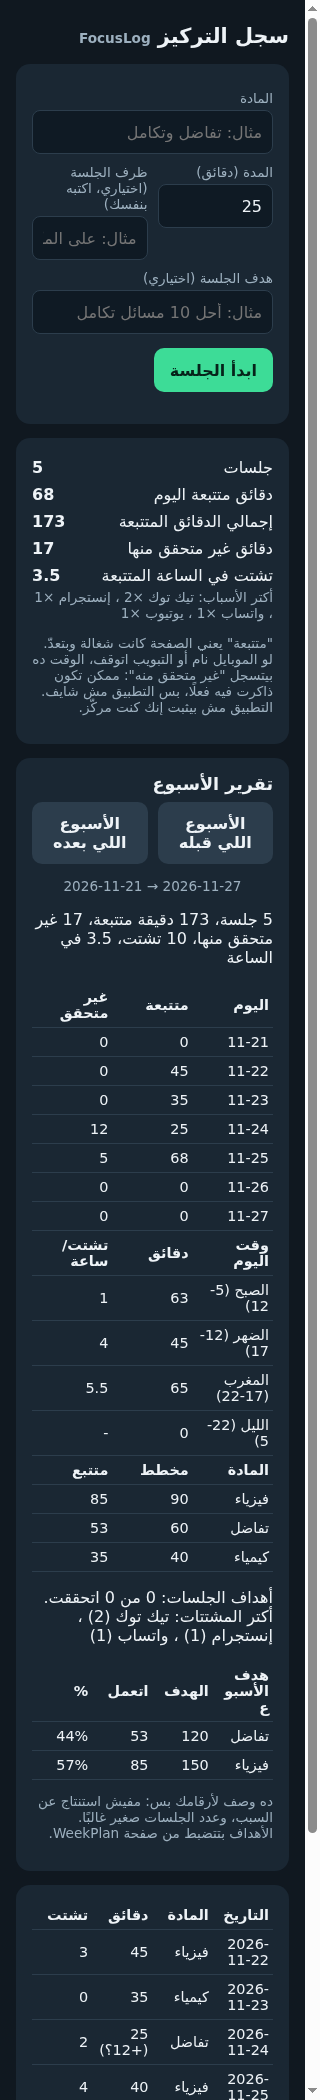 سجل التركيز FocusLog
المادة
مثال: تفاضل وتكامل
المدة (دقائق)
25
ظرف الجلسة
(اختياري، اكتبه
بنفسك)
مثال: على الم
هدف الجلسة (اختياري)
مثال: أحل 10 مسائل تكامل
ابدأ الجلسة
جلسات 5
دقائق متتبعة اليوم 68
إجمالي الدقائق المتتبعة 173
دقائق غير متحقق منها 17
تشتت في الساعة المتتبعة 3.5
أكثر الأسباب: تيك توك ×2 ، إنستجرام ×1
، واتساب ×1 ، يوتيوب ×1
"متتبعة" يعني الصفحة كانت شغالة وبتعدّ.
لو الموبايل نام أو التبويب اتوقف، الوقت ده
بيتسجل "غير متحقق منه": ممكن تكون
ذاكرت فيه فعلًا، بس التطبيق مش شايف.
التطبيق مش بيثبت إنك كنت مركّز.
تقرير الأسبوع
الأسبوع
اللي قبله
الأسبوع
اللي بعده
2026-11-21 → 2026-11-27
5 جلسة، 173 دقيقة متتبعة، 17 غير
متحقق منها، 10 تشتت، 3.5 في
الساعة
اليوم متتبعة غير
متحقق
11-21 0 0
11-22 45 0
11-23 35 0
11-24 25 12
11-25 68 5
11-26 0 0
11-27 0 0
وقت
اليوم
دقائق
تشتت/
ساعة
الصبح (5-
12)
63 1
الضهر (12-
17)
45 4
المغرب
(17-22)
65 5.5
الليل (22-
5)
0 -
المادة مخطط متتبع
فيزياء 90 85
تفاضل 60 53
كيمياء 40 35
أهداف الجلسات: 0 من 0 اتحققت.
أكثر المشتتات: تيك توك (2) ،
إنستجرام (1) ، واتساب (1)
هدف
الأسبو
ع
الهدف اتعمل %
تفاضل 120 53 44%
فيزياء 150 85 57%
ده وصف لأرقامك بس: مفيش استنتاج عن
السبب، وعدد الجلسات صغير غالبًا.
الأهداف بتتضبط من صفحة WeekPlan.
التاريخ المادة دقائق تشتت
2026-
11-22
فيزياء 45 3
2026-
11-23
كيمياء 35 0
2026-
11-24
تفاضل
25
(+12؟)
2
2026-
11-25
فيزياء 40 4